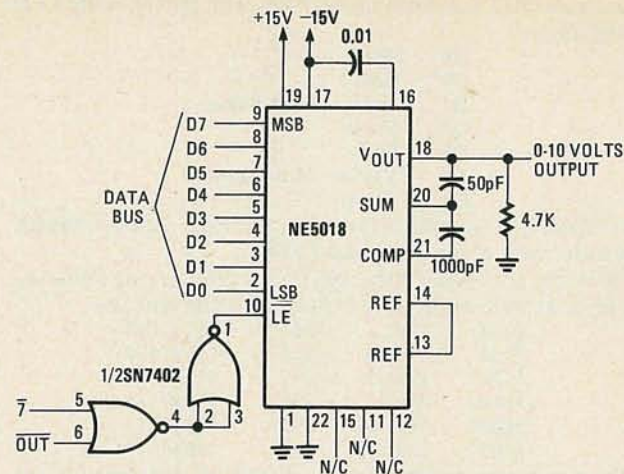 +15V –15V
0.01
19 17 16
D7 9 MSB
D6 8
D5 7
D4 6
D3 5
D2 4
D1 3
D0 2 LSB
10 L̅E̅
DATA
BUS
NE5018
VOUT 18
0-10 VOLTS
OUTPUT
50pF
SUM 20
4.7K
COMP 21
1000pF
REF 14
REF 13
1
1/2SN7402
7̅ 5
4 2 3
O̅U̅T̅ 6
1 22 15 11 12
N/C
N/C N/C